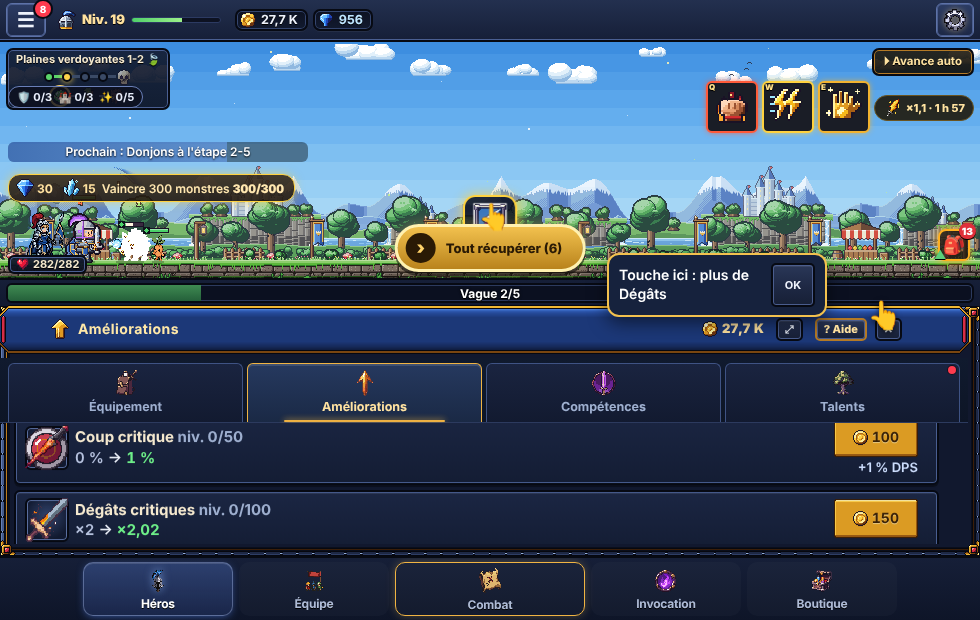 8
Niv. 19
27,7 K
956
Plaines verdoyantes 1-2
0/3
0/3
0/5
Avance auto
Q
W
E
×1,1 · 1 h 57
Prochain : Donjons à l'étape 2-5
30
15
Vaincre 300 monstres 300/300
Tout récupérer (6)
13
282/282
Touche ici : plus de
Dégâts
OK
Vague 2/5
Améliorations
27,7 K
? Aide
Équipement
Améliorations
Compétences
Talents
Coup critique niv. 0/50
0 % → 1 %
100
+1 % DPS
Dégâts critiques niv. 0/100
×2 → ×2,02
150
Héros
Équipe
Combat
Invocation
Boutique